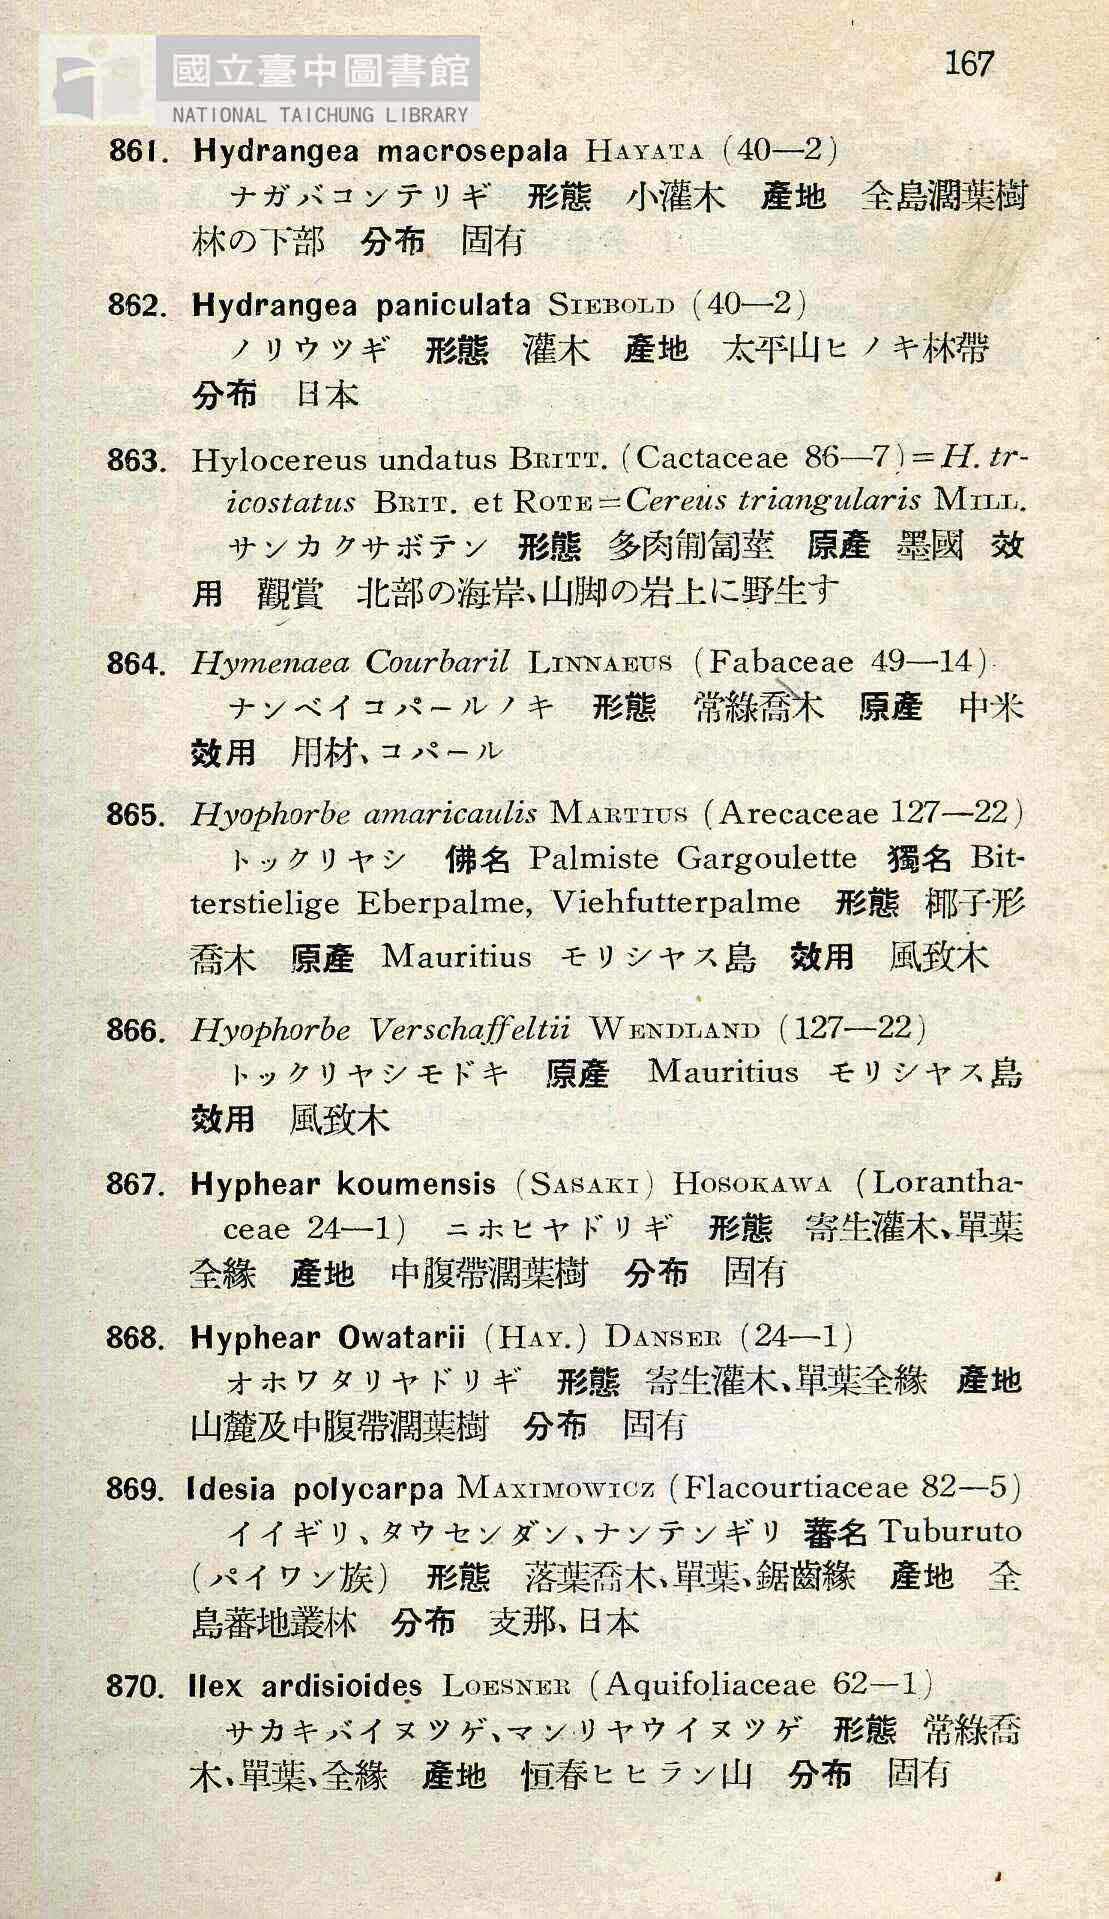 國立臺中圖書館
NATIONAL TAICHUNG LIBRARY
167
861. Hydrangea macrosepala HAYATA (40—2)
ナガバコンテリギ 形態 小灌木 產地 全島濶葉樹
林の下部 分布 固有
862. Hydrangea paniculata SIEBOLD (40—2)
ノリウツギ 形態 灌木 產地 太平山ヒノキ林帶
分布 日本
863. Hylocereus undatus BRITT. (Cactaceae 86—7)=H. tr-
icostatus BRIT. et ROTE=Cereus triangularis MILL.
サンカクサボテン 形態 多肉匍匐莖 原產 墨國 效
用 觀賞 北部の海岸、山脚の岩上に野生す
864. Hymenaea Courbaril LINNAEUS (Fabaceae 49—14)
ナンベイコパールノキ 形態 常綠喬木 原產 中米
效用 用材、コパール
865. Hyophorbe amaricaulis MARTIUS (Arecaceae 127—22)
トックリヤシ 佛名 Palmiste Gargoulette 獨名 Bit-
terstielige Eberpalme, Viehfutterpalme 形態 椰子形
喬木 原產 Mauritius モリシヤス島 效用 風致木
866. Hyophorbe Verschaffeltii WENDLAND (127—22)
トックリヤシモドキ 原產 Mauritius モリシヤス島
效用 風致木
867. Hyphear koumensis (SASAKI) HOSOKAWA (Lorantha-
ceae 24—1) ニホヒヤドリギ 形態 寄生灌木、單葉
全緣 產地 中腹帶濶葉樹 分布 固有
868. Hyphear Owatarii (HAY.) DANSER (24—1)
オホワタリヤドリギ 形態 寄生灌木、單葉全緣 產地
山麓及中腹帶濶葉樹 分布 固有
869. Idesia polycarpa MAXIMOWICZ (Flacourtiaceae 82—5)
イイギリ、タウセンダン、ナンテンギリ 蕃名 Tuburuto
(パイワン族) 形態 落葉喬木、單葉、鋸齒緣 產地 全
島蕃地叢林 分布 支那、日本
870. Ilex ardisioides LOESNER (Aquifoliaceae 62—1)
サカキバイヌツゲ、マンリヤウイヌツゲ 形態 常綠喬
木、單葉、全緣 產地 恒春ヒヒラン山 分布 固有